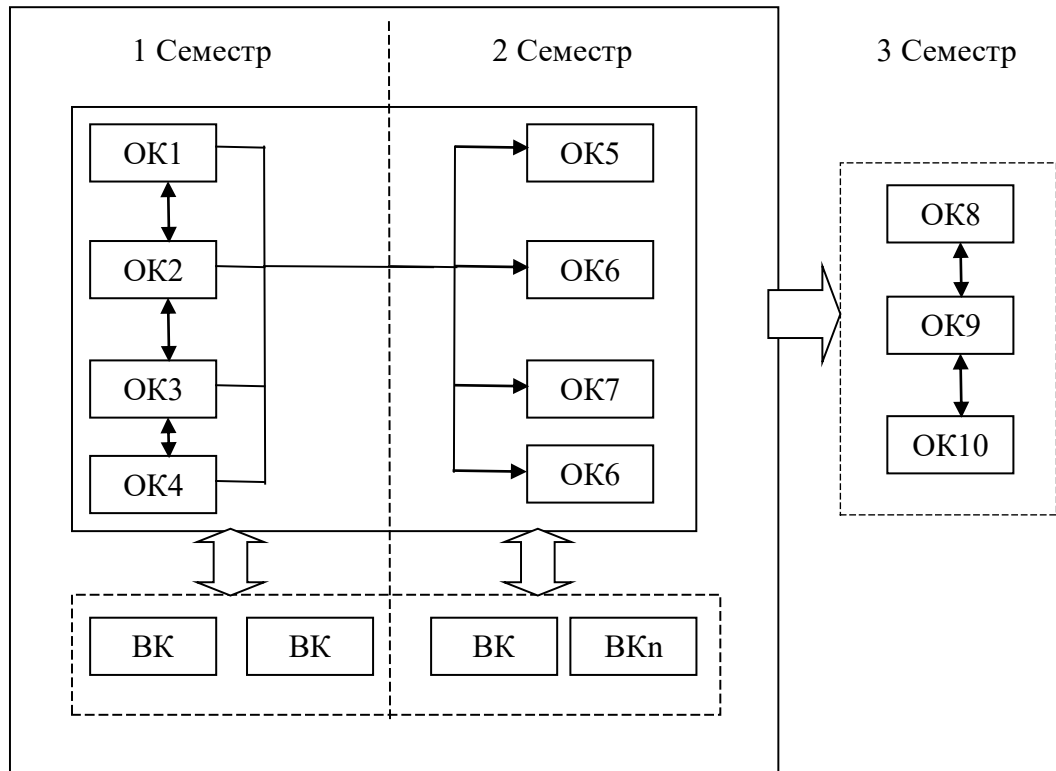 1 Семестр
2 Семестр
3 Семестр
ОК1
ОК5
ОК8
ОК2
ОК6
ОК9
ОК3
ОК7
ОК10
ОК4
ОК6
ВК
ВК
ВК
ВКn